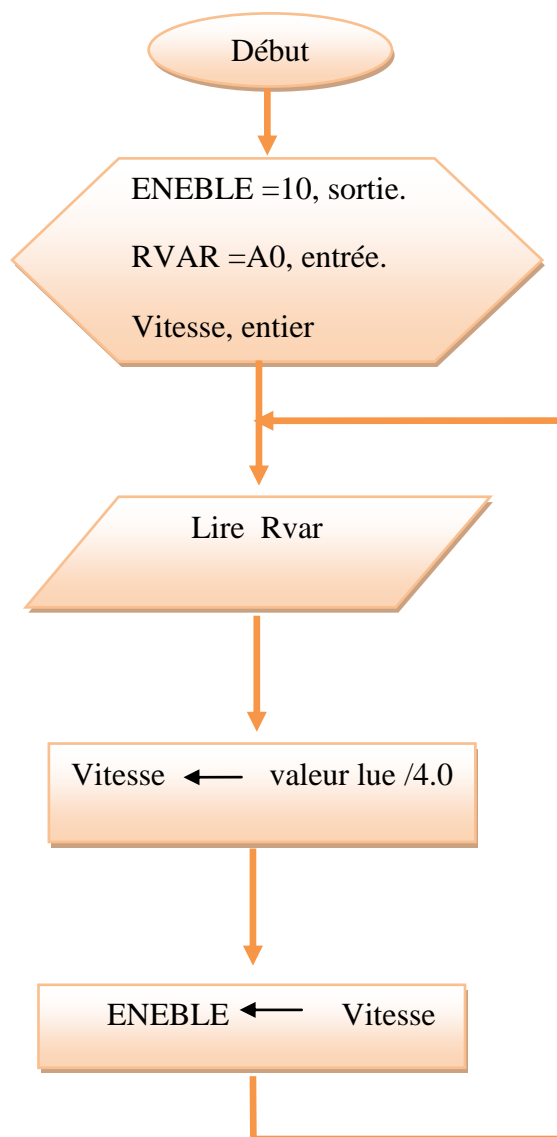 Début
ENEBLE =10, sortie.
RVAR =A0, entrée.
Vitesse, entier
Lire Rvar
Vitesse ← valeur lue /4.0
ENEBLE ← Vitesse